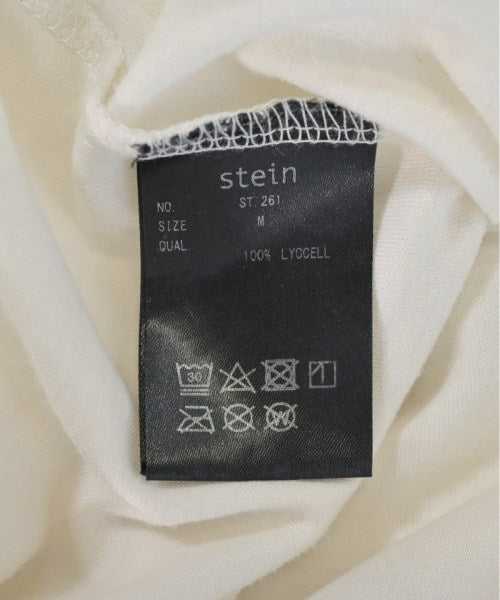 stein
NO. ST.261
SIZE M
QUAL 100% LYOCELL
30
W